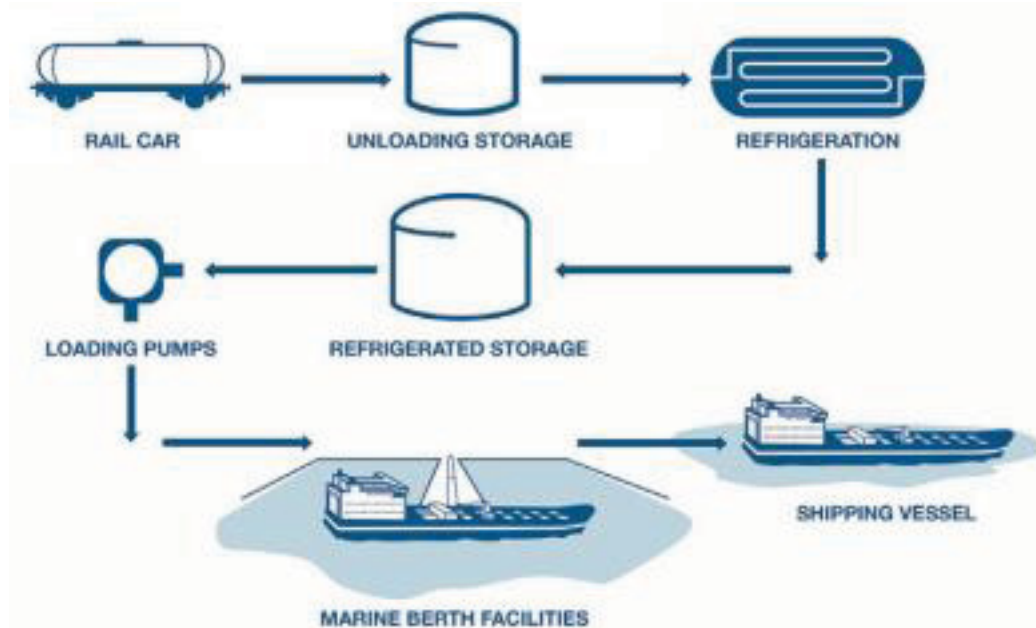 RAIL CAR
UNLOADING STORAGE
REFRIGERATION
LOADING PUMPS
REFRIGERATED STORAGE
SHIPPING VESSEL
MARINE BERTH FACILITIES